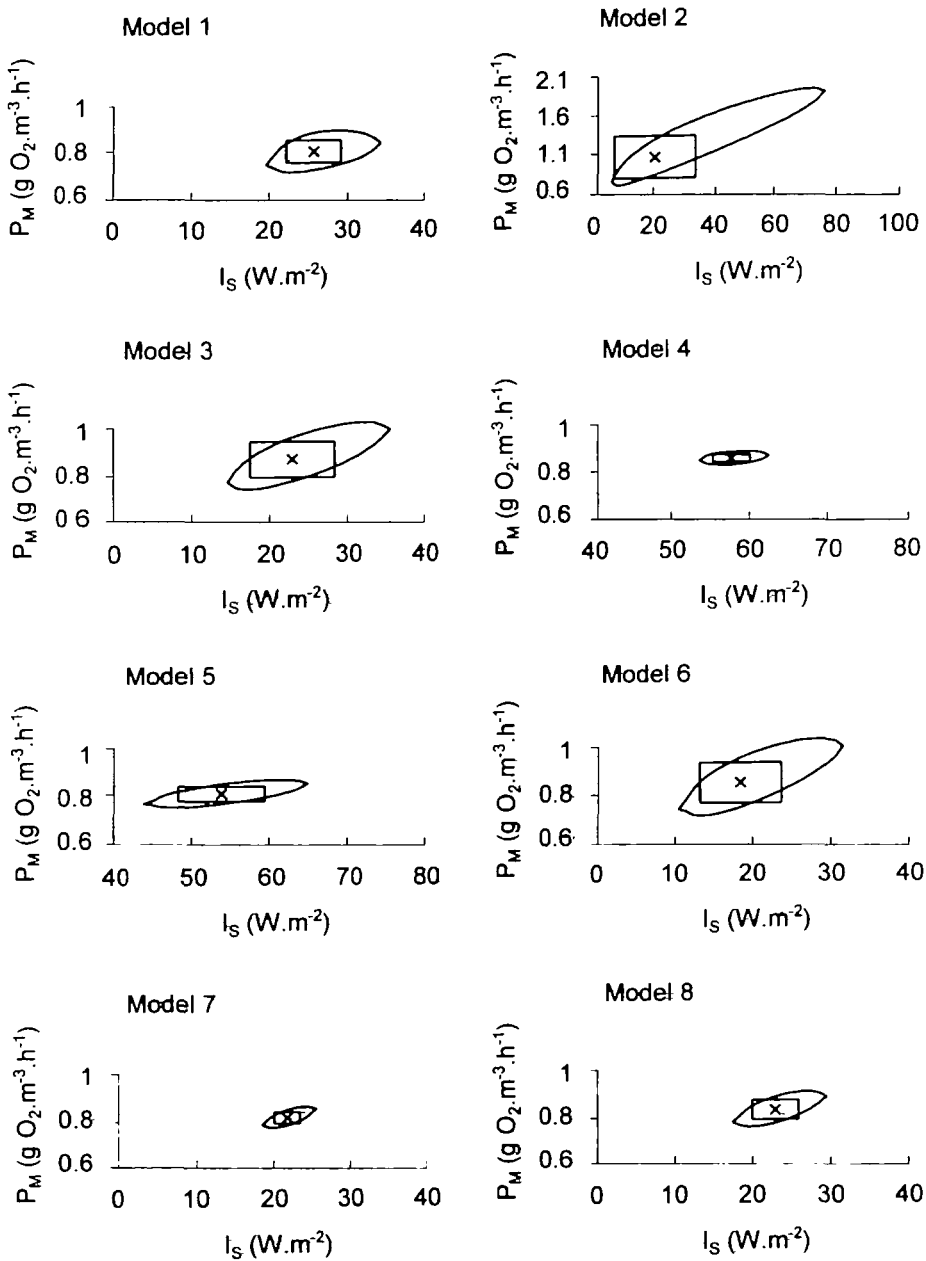 Model 1
P_M (g O₂.m⁻³.h⁻¹)
1
0.8
0.6
0 10 20 30 40
I_S (W.m⁻²)
Model 2
P_M (g O₂.m⁻³.h⁻¹)
2.1
1.6
1.1
0.6
0 20 40 60 80 100
I_S (W.m⁻²)
Model 3
P_M (g O₂.m⁻³.h⁻¹)
1
0.8
0.6
0 10 20 30 40
I_S (W.m⁻²)
Model 4
P_M (g O₂.m⁻³.h⁻¹)
1
0.8
0.6
40 50 60 70 80
I_S (W.m⁻²)
Model 5
P_M (g O₂.m⁻³.h⁻¹)
1
0.8
0.6
40 50 60 70 80
I_S (W.m⁻²)
Model 6
P_M (g O₂.m⁻³.h⁻¹)
1
0.8
0.6
0 10 20 30 40
I_S (W.m⁻²)
Model 7
P_M (g O₂.m⁻³.h⁻¹)
1
0.8
0.6
0 10 20 30 40
I_S (W.m⁻²)
Model 8
P_M (g O₂.m⁻³.h⁻¹)
1
0.8
0.6
0 10 20 30 40
I_S (W.m⁻²)